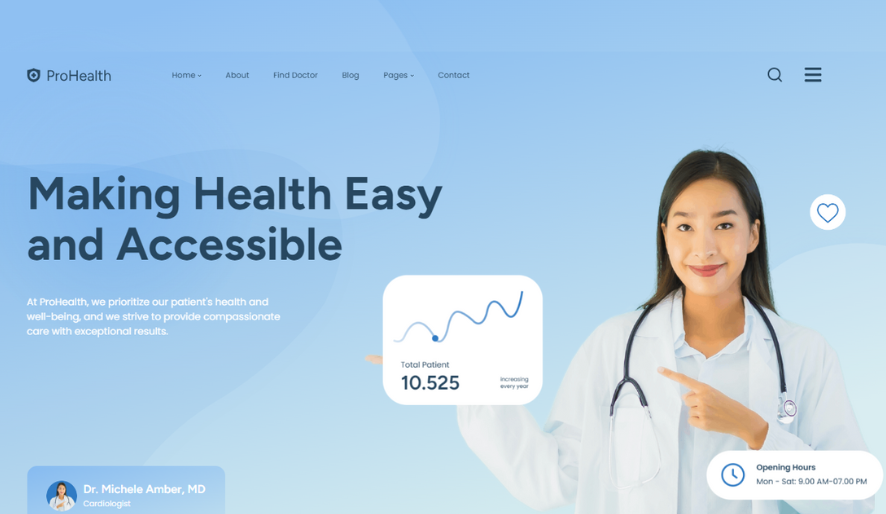 ProHealth
Home
About
Find Doctor
Blog
Pages
Contact
Making Health Easy
and Accessible
At ProHealth, we prioritize our patient's health and
well-being, and we strive to provide compassionate
care with exceptional results.
Total Patient
10.525
increasing
every year
Dr. Michele Amber, MD
Cardiologist
Opening Hours
Mon - Sat: 9.00 AM-07.00 PM